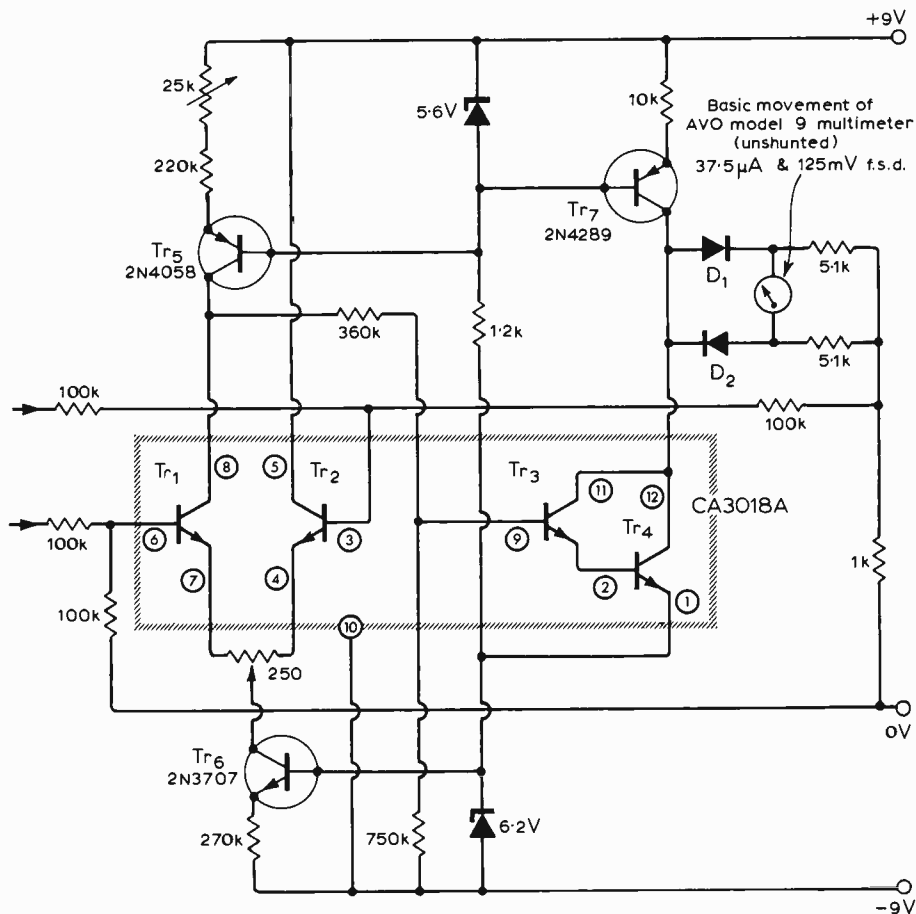 +9V
25k
5·6V
10k
Basic movement of
AVO model 9 multimeter
(unshunted)
37.5μA & 125mV f.s.d.
220k
Tr7
2N4289
Tr5
2N4058
D1
5·1k
360k
1·2k
D2
5·1k
100k
100k
Tr1
8
5
Tr2
Tr3
11
12
CA3018A
Tr4
100k
6
3
9
7
4
2
1
1k
100k
10
250
0V
Tr6
2N3707
6·2V
270k
750k
-9V